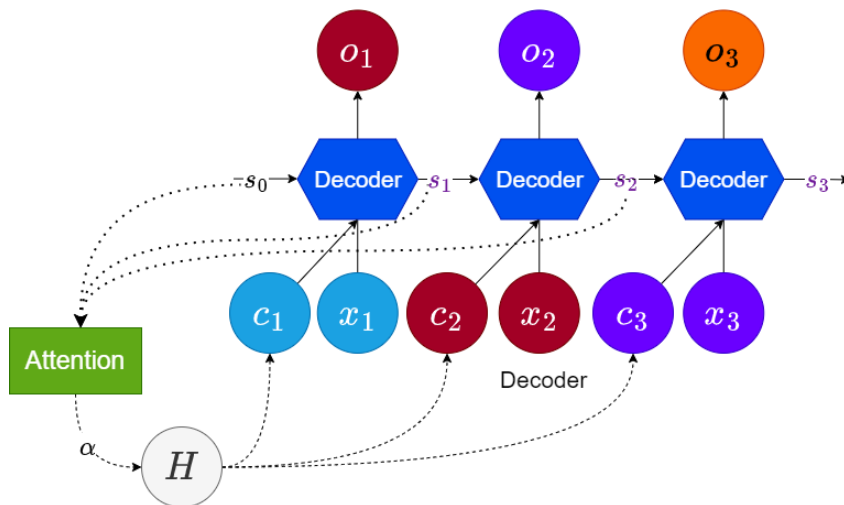 o₁ o₂ o₃
s₀ Decoder s₁ Decoder s₂ Decoder s₃
c₁ x₁ c₂ x₂ c₃ x₃
Attention
Decoder
α
H